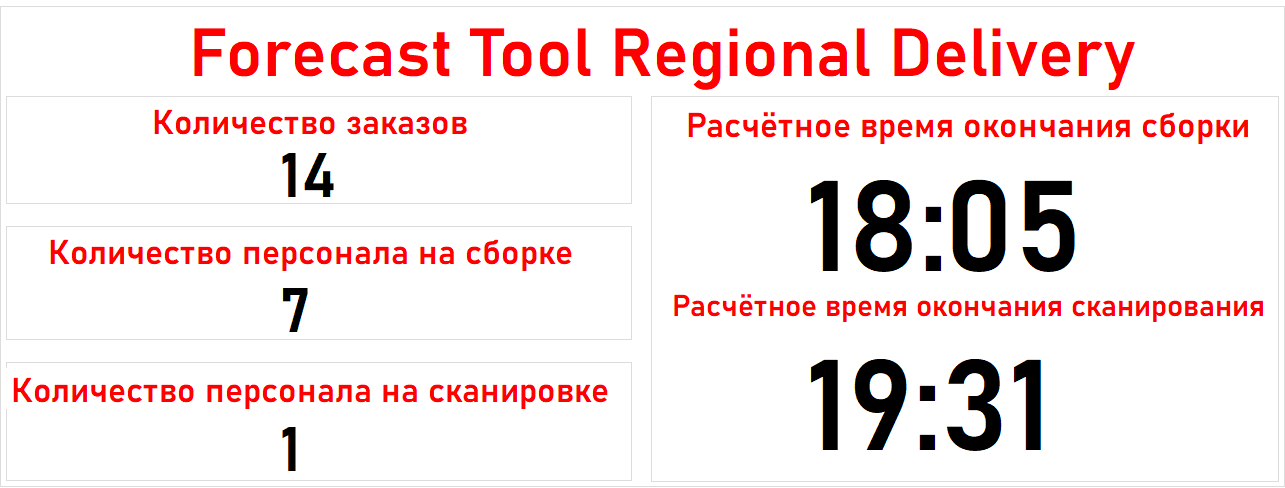 Forecast Tool Regional Delivery
Количество заказов
14
Количество персонала на сборке
7
Количество персонала на сканировке
1
Расчётное время окончания сборки
18:05
Расчётное время окончания сканирования
19:31